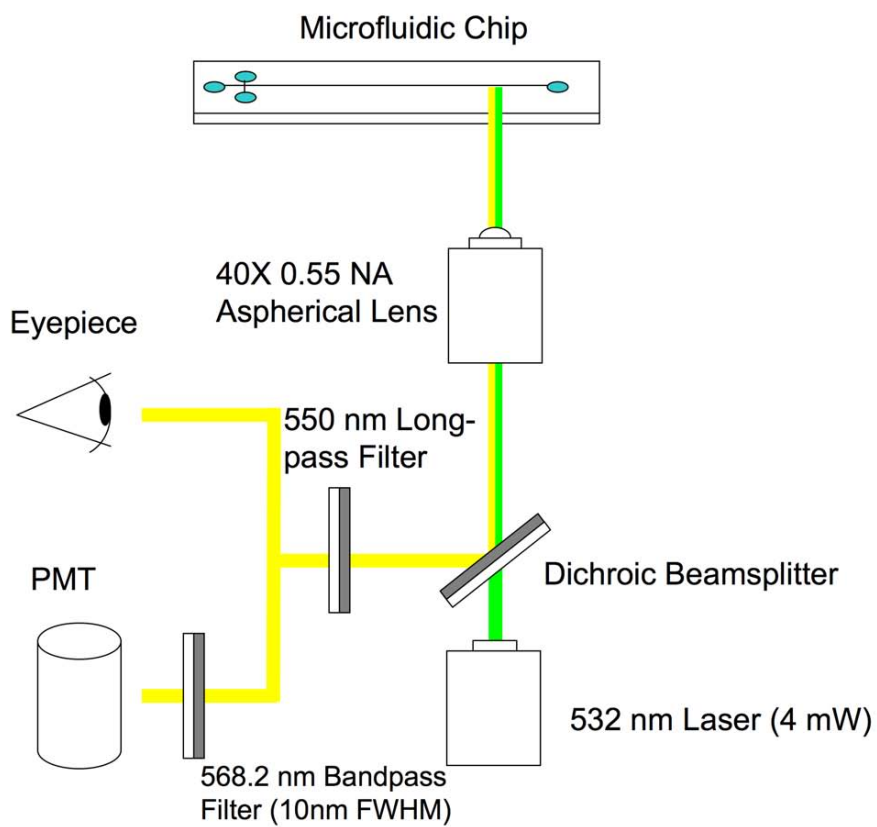 Microfluidic Chip
40X 0.55 NA
Aspherical Lens
Eyepiece
550 nm Long-
pass Filter
Dichroic Beamsplitter
PMT
532 nm Laser (4 mW)
568.2 nm Bandpass
Filter (10nm FWHM)